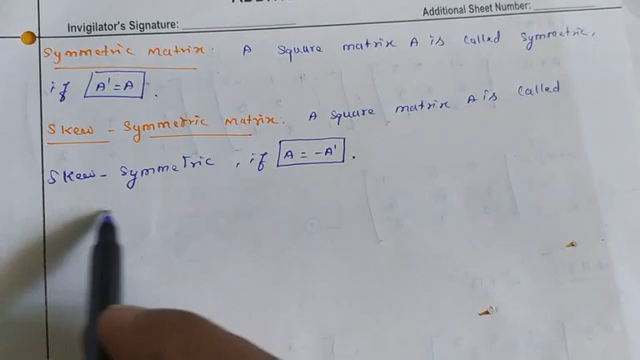 Invigilator's Signature:
Additional Sheet Number:
Symmetric Matrix: A Square matrix A is called Symmetric,
if A' = A.
Skew-Symmetric Matrix. A Square matrix A is called
Skew-Symmetric, if A = -A'.